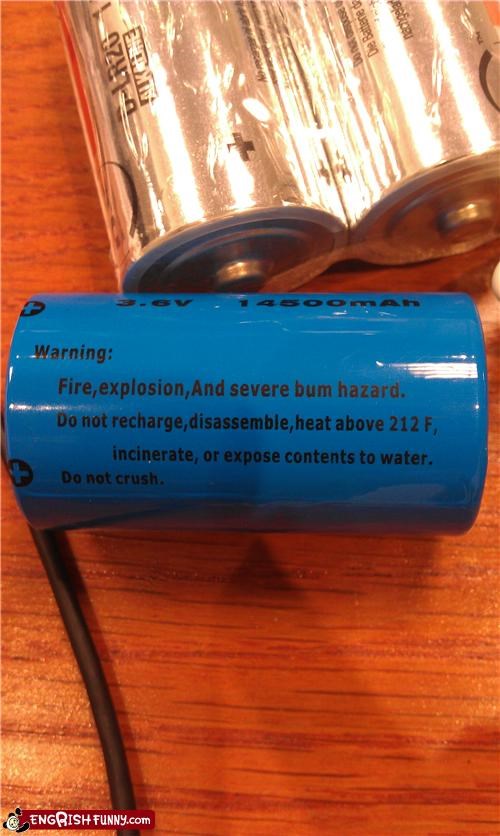 D-LR20
3.6V 14500mAh
Warning:
Fire,explosion,And severe bum hazard.
Do not recharge,disassemble,heat above 212 F,
incinerate, or expose contents to water.
Do not crush.
ENGRISHFUNNY.COM